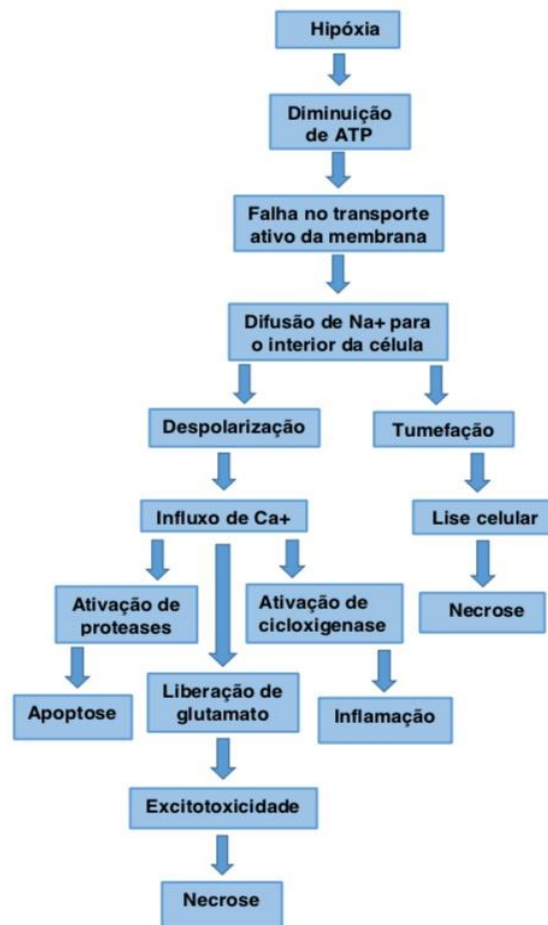 Hipóxia
Diminuição
de ATP
Falha no transporte
ativo da membrana
Difusão de Na+ para
o interior da célula
Despolarização
Tumefação
Influxo de Ca+
Lise celular
Ativação de
proteases
Ativação de
cicloxigenase
Necrose
Apoptose
Liberação de
glutamato
Inflamação
Excitotoxicidade
Necrose